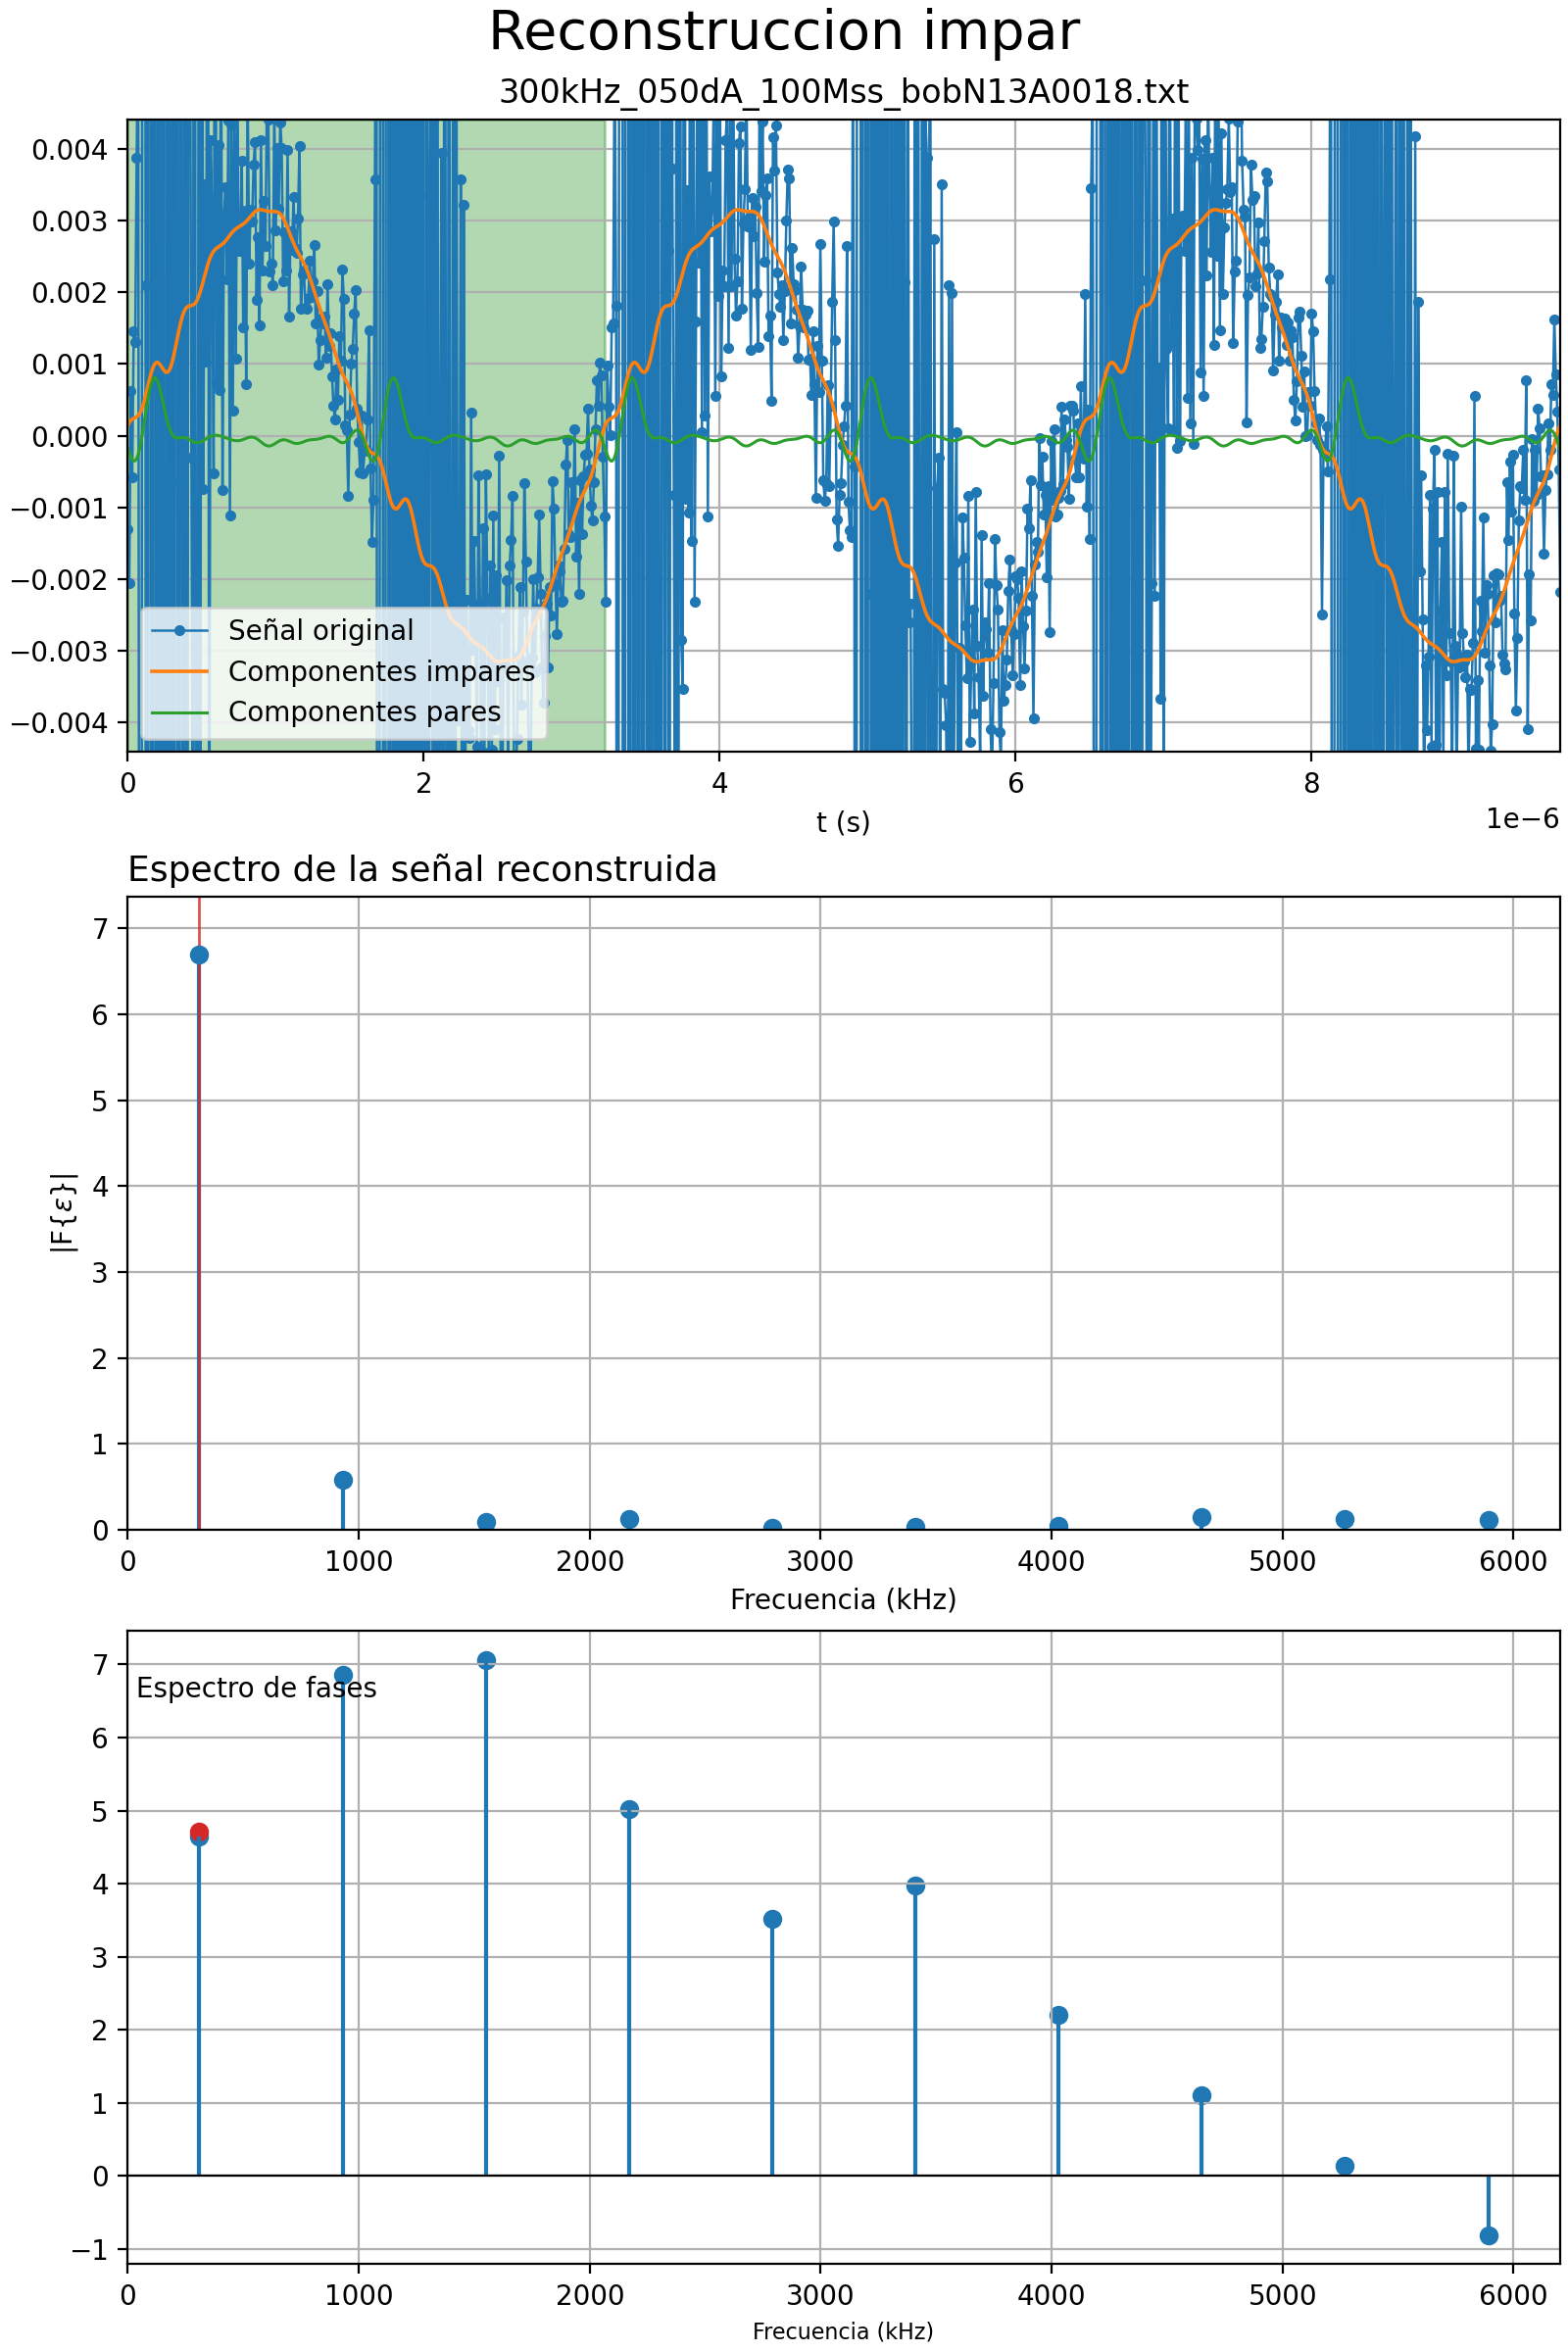 Reconstruccion impar
300kHz_050dA_100Mss_bobN13A0018.txt
0.004
0.003
0.002
0.001
0.000
−0.001
−0.002
−0.003
−0.004
Señal original
Componentes impares
Componentes pares
0 2 4 6 8
1e−6
t (s)
Espectro de la señal reconstruida
7
6
5
4
3
2
1
0
|F{ε}|
0 1000 2000 3000 4000 5000 6000
Frecuencia (kHz)
Espectro de fases
7
6
5
4
3
2
1
0
−1
0 1000 2000 3000 4000 5000 6000
Frecuencia (kHz)